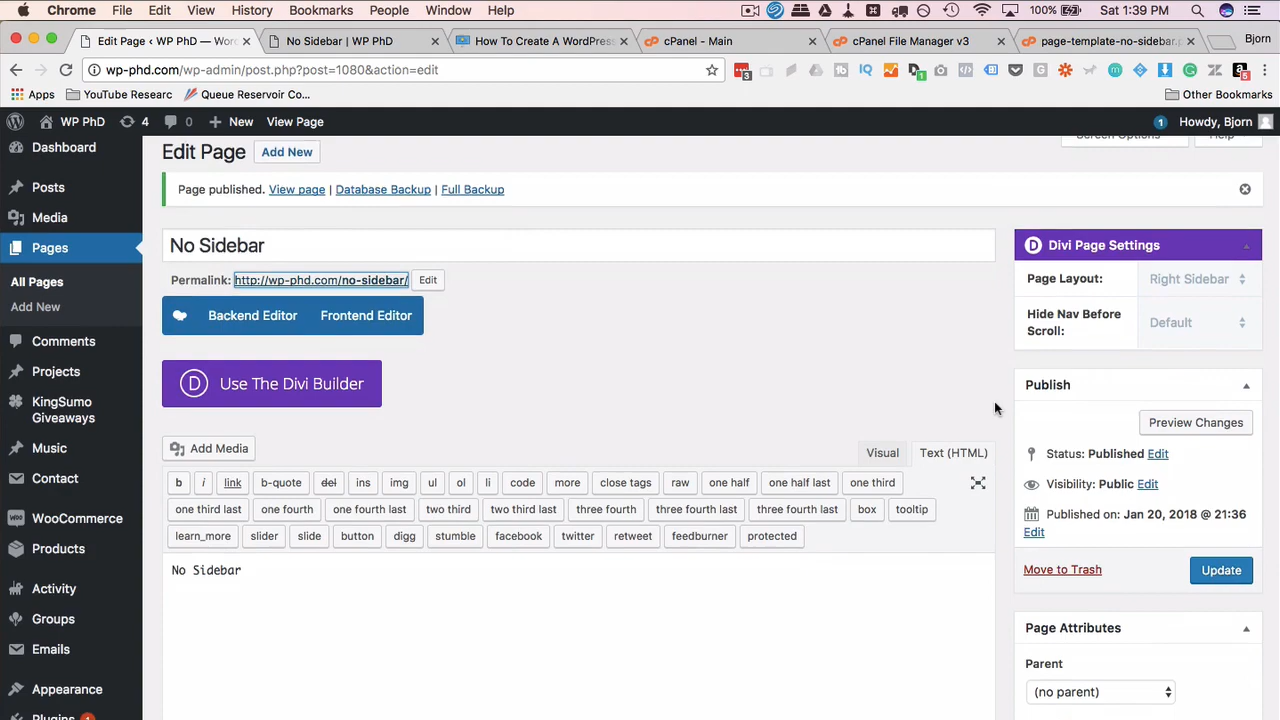 Chrome File Edit View History Bookmarks People Window Help 100% Sat 1:39 PM
Edit Page ‹ WP PhD — Wor No Sidebar | WP PHD How To Create A WordPres cPanel - Main cPanel File Manager v3 page-template-no-sidebar.p Bjorn
wp-phd.com/wp-admin/post.php?post=1080&action=edit 3 1 5
Apps YouTube Researc Queue Reservoir Co... Other Bookmarks
WP PhD 4 0 New View Page 1 Howdy, Bjorn
Dashboard
Posts
Media
Pages
All Pages
Add New
Comments
Projects
KingSumo
Giveaways
Music
Contact
WooCommerce
Products
Activity
Groups
Emails
Appearance
Plugins
Screen Options Help
Edit Page Add New
Page published. View page | Database Backup | Full Backup
No Sidebar
Permalink: http://wp-phd.com/no-sidebar/ Edit
Backend Editor Frontend Editor
D Use The Divi Builder
Add Media Visual Text (HTML)
b i link b-quote del ins img ul ol li code more close tags raw one half one half last one third
one third last one fourth one fourth last two third two third last three fourth three fourth last three fourth last box tooltip
learn_more slider slide button digg stumble facebook twitter retweet feedburner protected
No Sidebar
D Divi Page Settings
Page Layout: Right Sidebar
Hide Nav Before
Scroll: Default
Publish
Preview Changes
Status: Published Edit
Visibility: Public Edit
Published on: Jan 20, 2018 @ 21:36
Edit
Move to Trash Update
Page Attributes
Parent
(no parent)